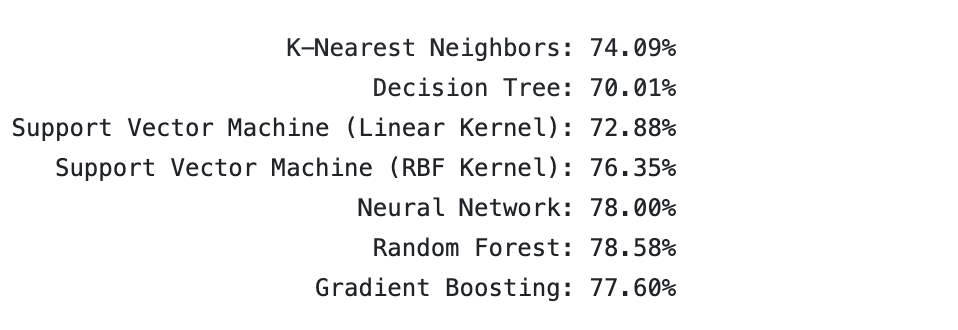 K-Nearest Neighbors: 74.09%
Decision Tree: 70.01%
Support Vector Machine (Linear Kernel): 72.88%
Support Vector Machine (RBF Kernel): 76.35%
Neural Network: 78.00%
Random Forest: 78.58%
Gradient Boosting: 77.60%